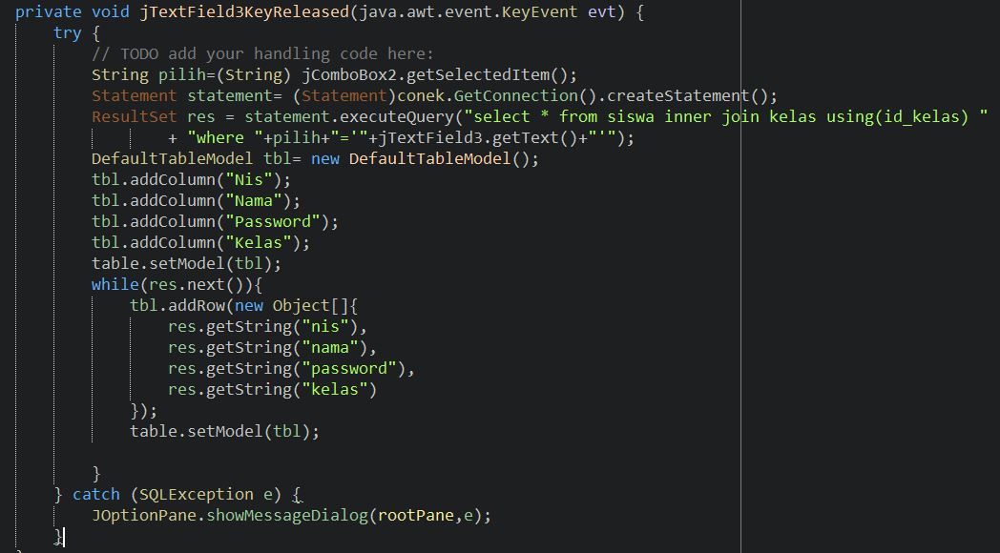 private void jTextField3KeyReleased(java.awt.event.KeyEvent evt) {
try {
// TODO add your handling code here:
String pilih=(String) jComboBox2.getSelectedItem();
Statement statement= (Statement)conek.GetConnection().createStatement();
ResultSet res = statement.executeQuery("select * from siswa inner join kelas using(id_kelas) "
+ "where "+pilih+"='"+jTextField3.getText()+"'");
DefaultTableModel tbl= new DefaultTableModel();
tbl.addColumn("Nis");
tbl.addColumn("Nama");
tbl.addColumn("Password");
tbl.addColumn("Kelas");
table.setModel(tbl);
while(res.next()){
tbl.addRow(new Object[]{
res.getString("nis"),
res.getString("nama"),
res.getString("password"),
res.getString("kelas")
});
table.setModel(tbl);
}
} catch (SQLException e) {
JOptionPane.showMessageDialog(rootPane,e);
}